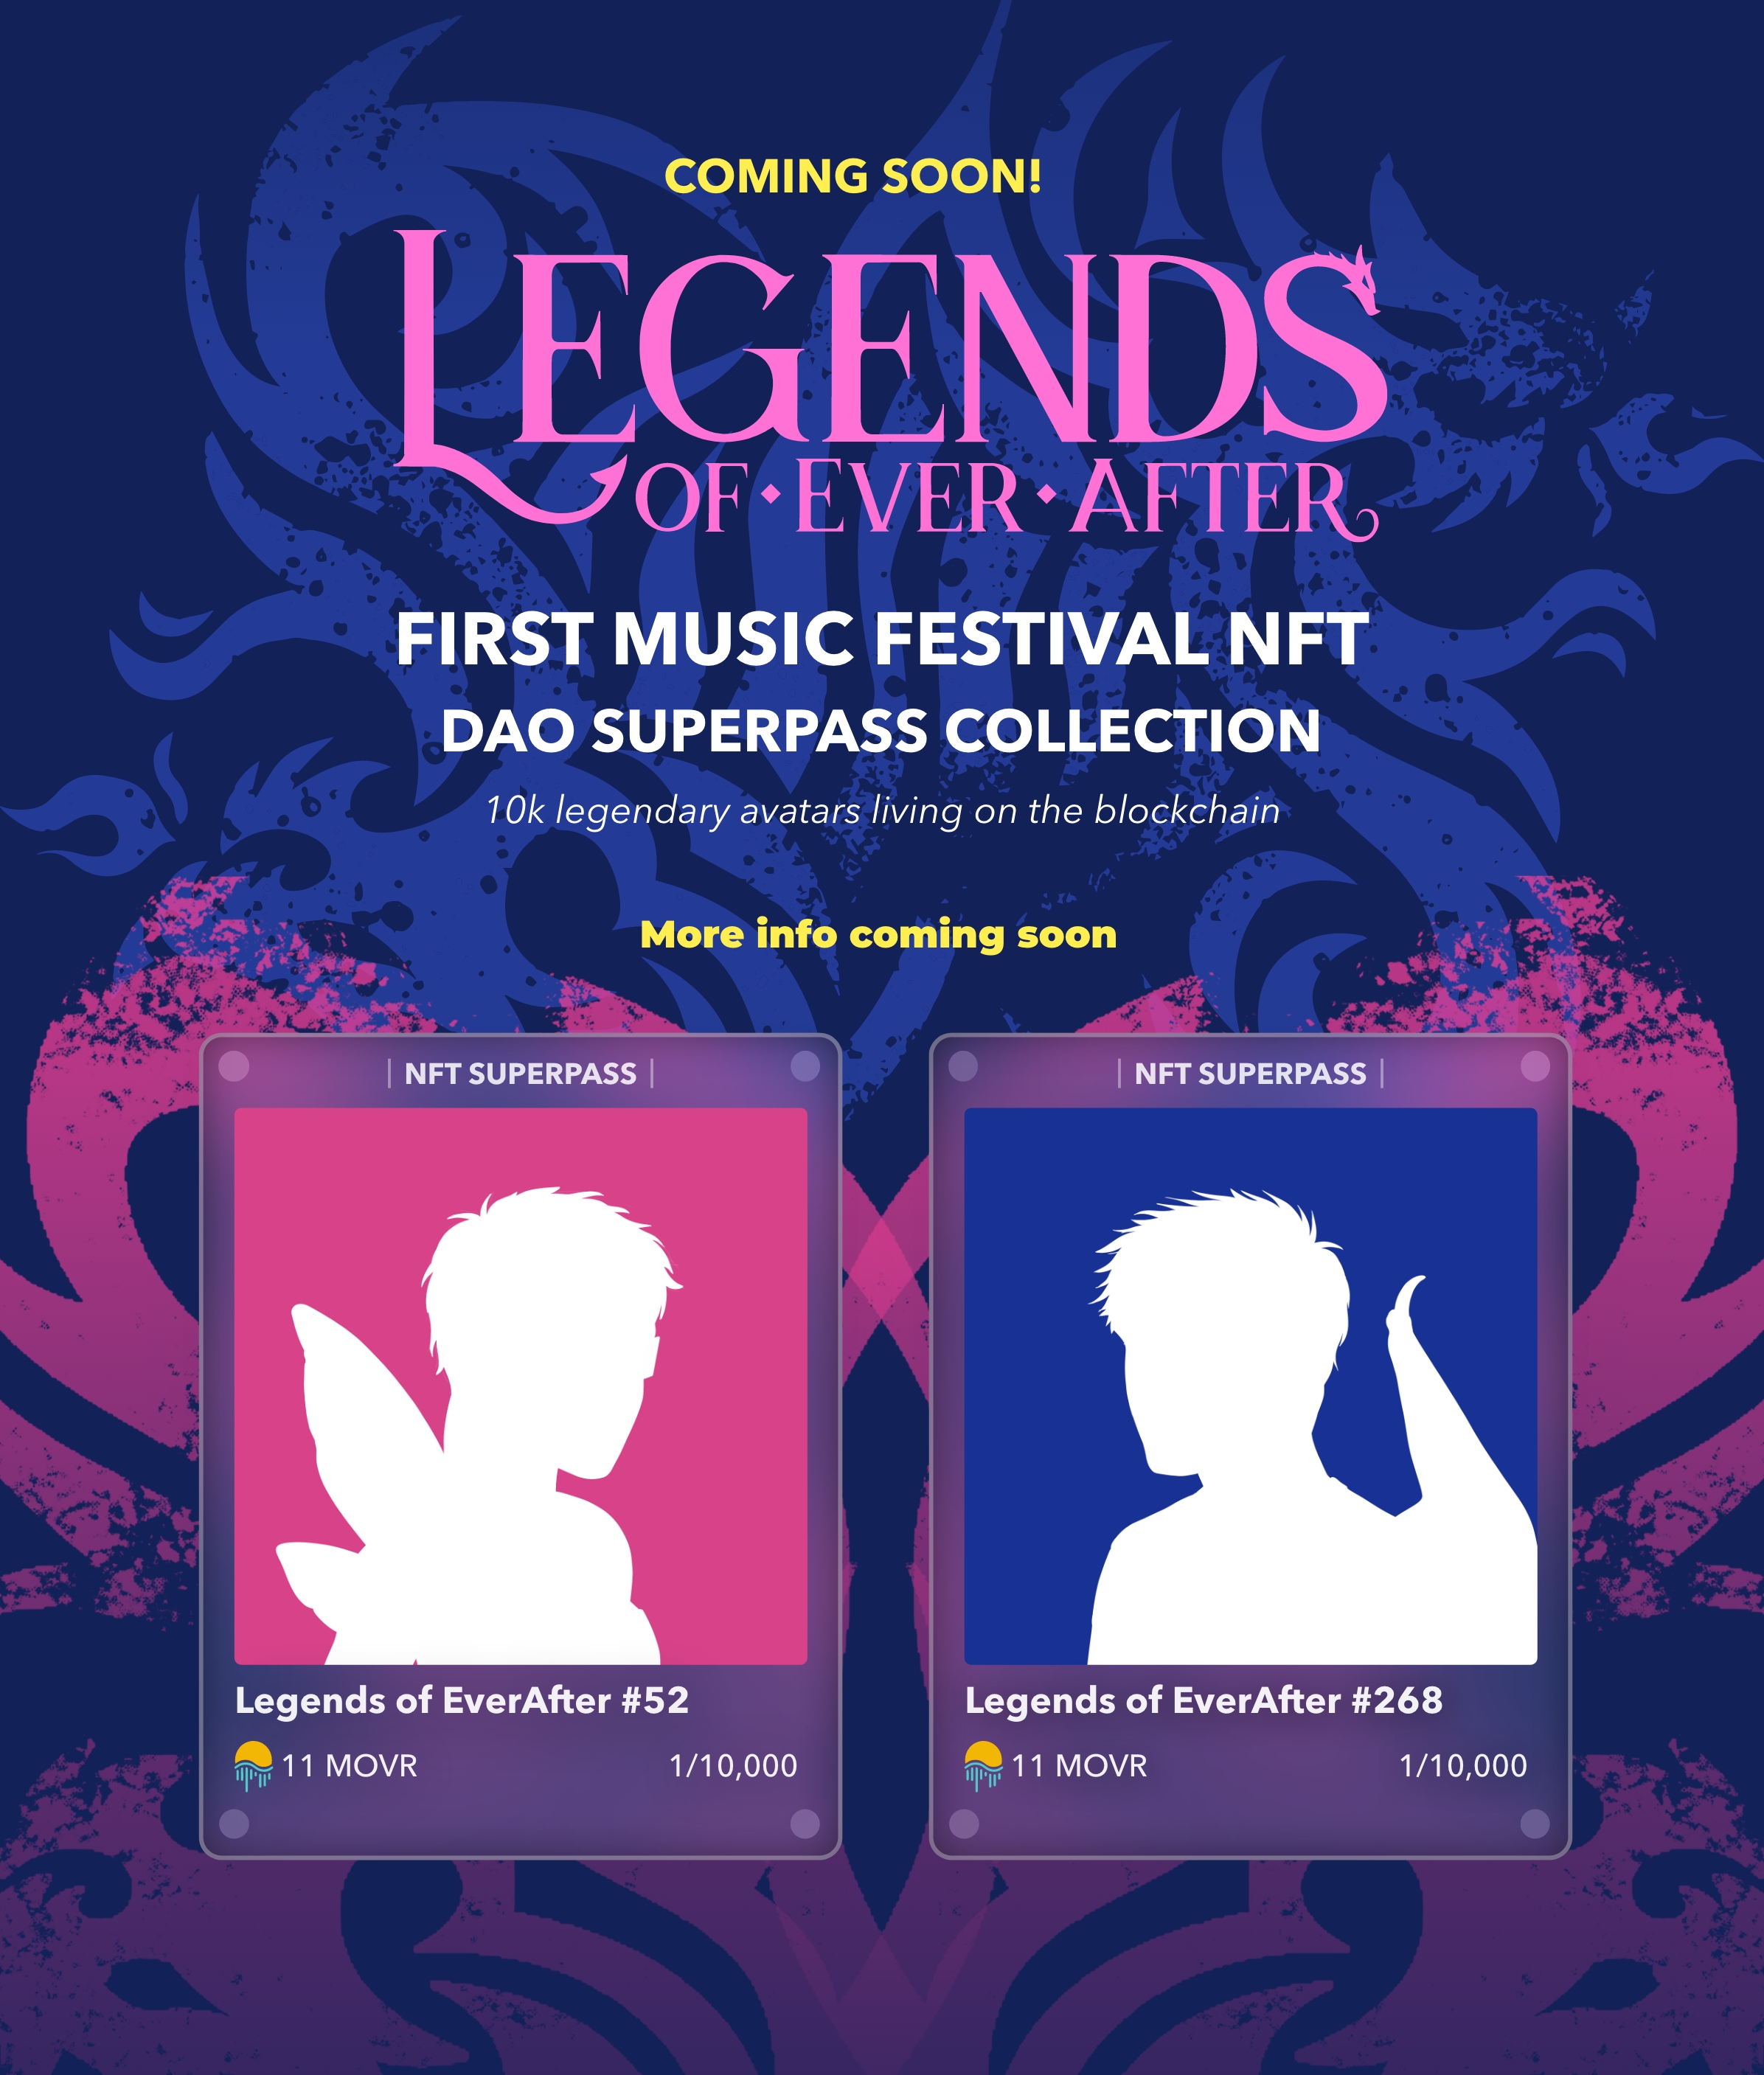 COMING SOON!
LEGENDS
OF • EVER • AFTER
FIRST MUSIC FESTIVAL NFT
DAO SUPERPASS COLLECTION
10k legendary avatars living on the blockchain
More info coming soon
| NFT SUPERPASS |
Legends of EverAfter #52
11 MOVR 1/10,000
| NFT SUPERPASS |
Legends of EverAfter #268
11 MOVR 1/10,000